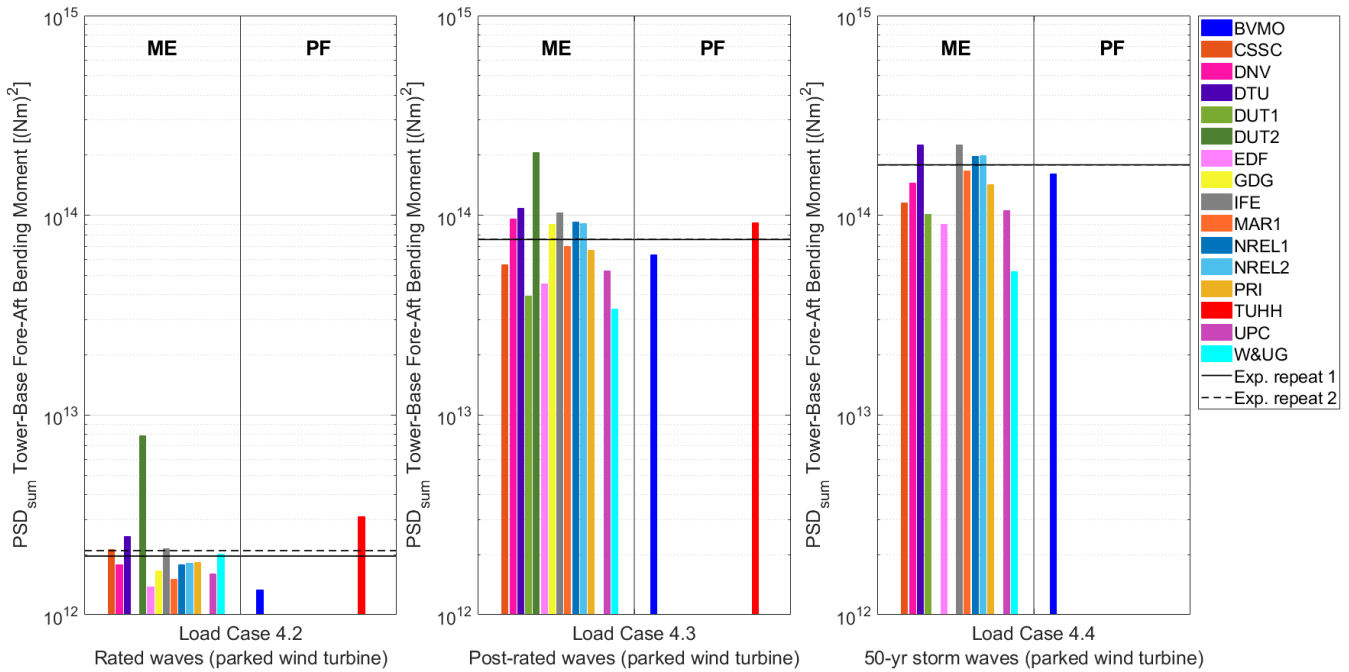 PSD_sum Tower-Base Fore-Aft Bending Moment [(Nm)^2]
10^15
10^14
10^13
10^12
ME
PF
Load Case 4.2
Rated waves (parked wind turbine)
PSD_sum Tower-Base Fore-Aft Bending Moment [(Nm)^2]
10^15
10^14
10^13
10^12
ME
PF
Load Case 4.3
Post-rated waves (parked wind turbine)
PSD_sum Tower-Base Fore-Aft Bending Moment [(Nm)^2]
10^15
10^14
10^13
10^12
ME
PF
Load Case 4.4
50-yr storm waves (parked wind turbine)
BVMO
CSSC
DNV
DTU
DUT1
DUT2
EDF
GDG
IFE
MAR1
NREL1
NREL2
PRI
TUHH
UPC
W&UG
Exp. repeat 1
Exp. repeat 2